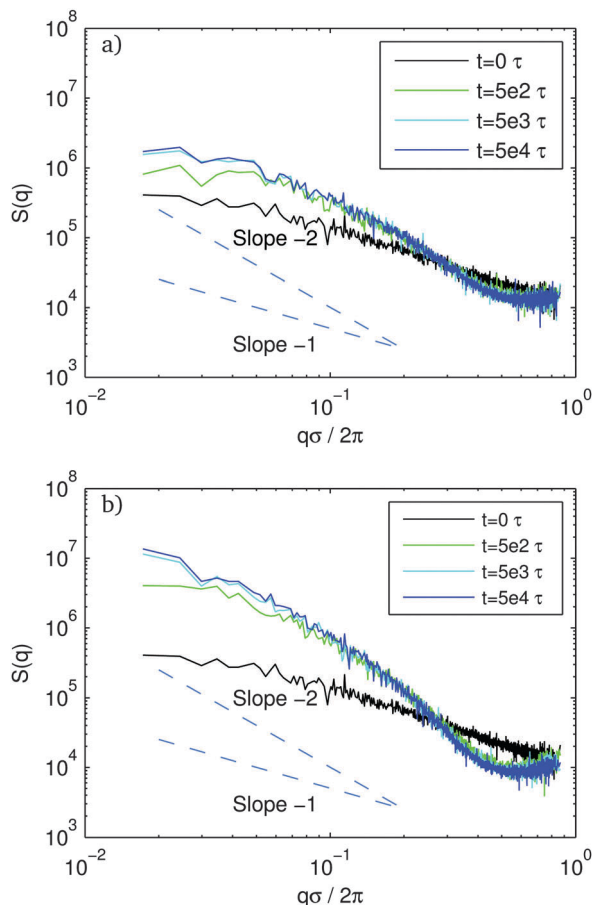 a)
10^8
10^7
10^6
10^5
10^4
10^3
S(q)
t=0 τ
t=5e2 τ
t=5e3 τ
t=5e4 τ
Slope −2
Slope −1
10^−2
10^−1
10^0
qσ / 2π
b)
10^8
10^7
10^6
10^5
10^4
10^3
S(q)
t=0 τ
t=5e2 τ
t=5e3 τ
t=5e4 τ
Slope −2
Slope −1
10^−2
10^−1
10^0
qσ / 2π